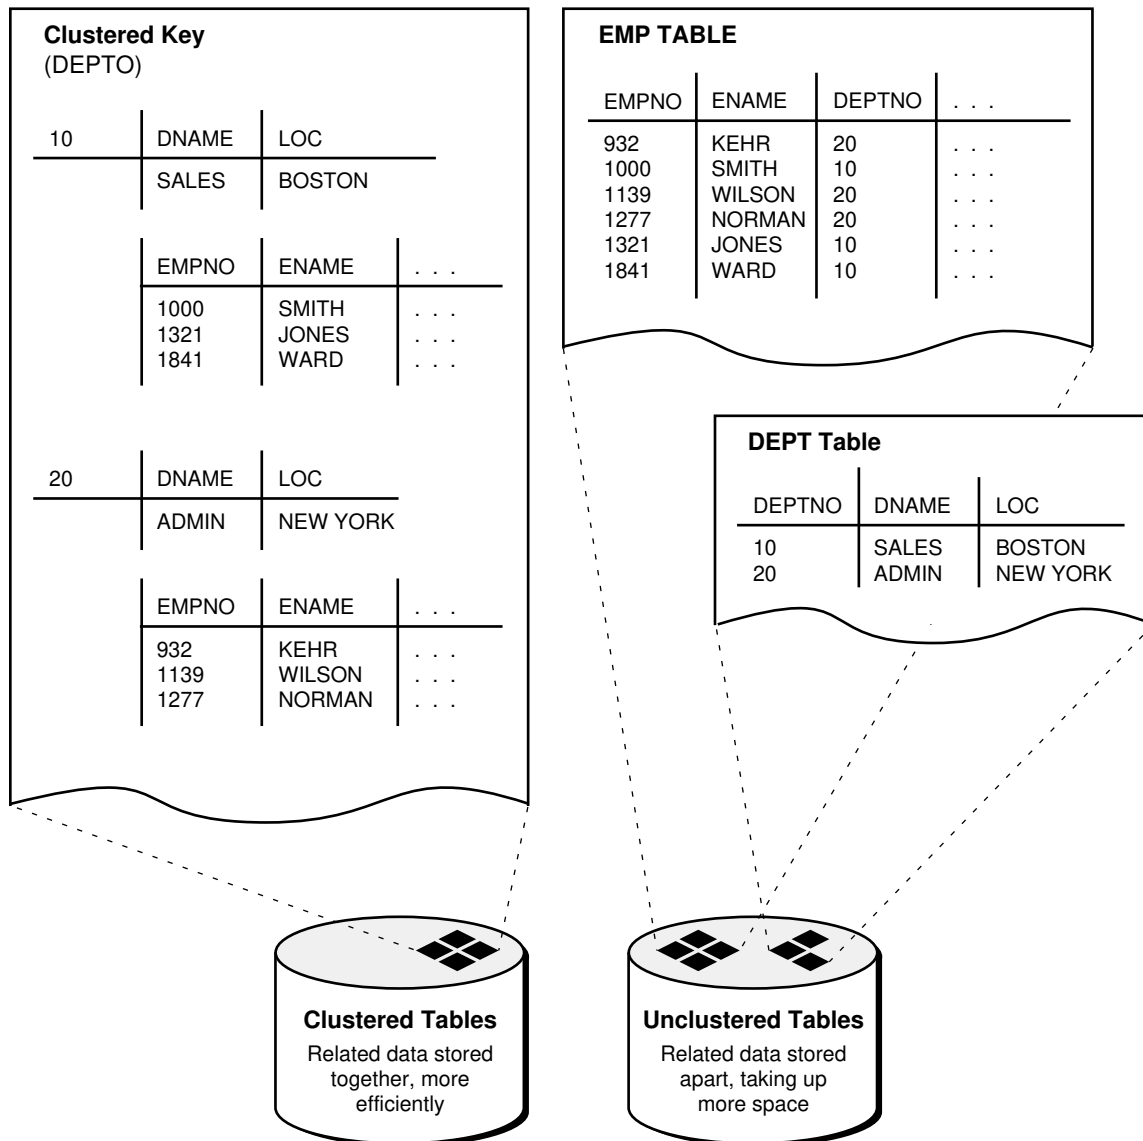 Clustered Key
(DEPTO)
10 DNAME LOC
SALES BOSTON
EMPNO ENAME . . .
1000 SMITH . . .
1321 JONES . . .
1841 WARD . . .
20 DNAME LOC
ADMIN NEW YORK
EMPNO ENAME . . .
932 KEHR . . .
1139 WILSON . . .
1277 NORMAN . . .
EMP TABLE
EMPNO ENAME DEPTNO . . .
932 KEHR 20 . . .
1000 SMITH 10 . . .
1139 WILSON 20 . . .
1277 NORMAN 20 . . .
1321 JONES 10 . . .
1841 WARD 10 . . .
DEPT Table
DEPTNO DNAME LOC
10 SALES BOSTON
20 ADMIN NEW YORK
Clustered Tables
Related data stored
together, more
efficiently
Unclustered Tables
Related data stored
apart, taking up
more space